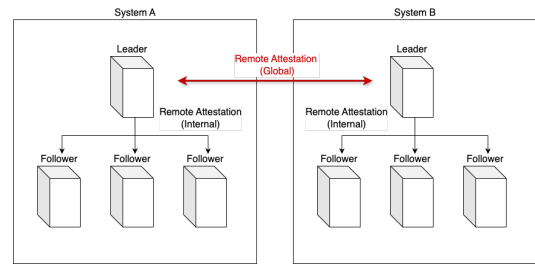 System A
System B
Leader
Leader
Remote Attestation
(Global)
Remote Attestation
(Internal)
Remote Attestation
(Internal)
Follower
Follower
Follower
Follower
Follower
Follower